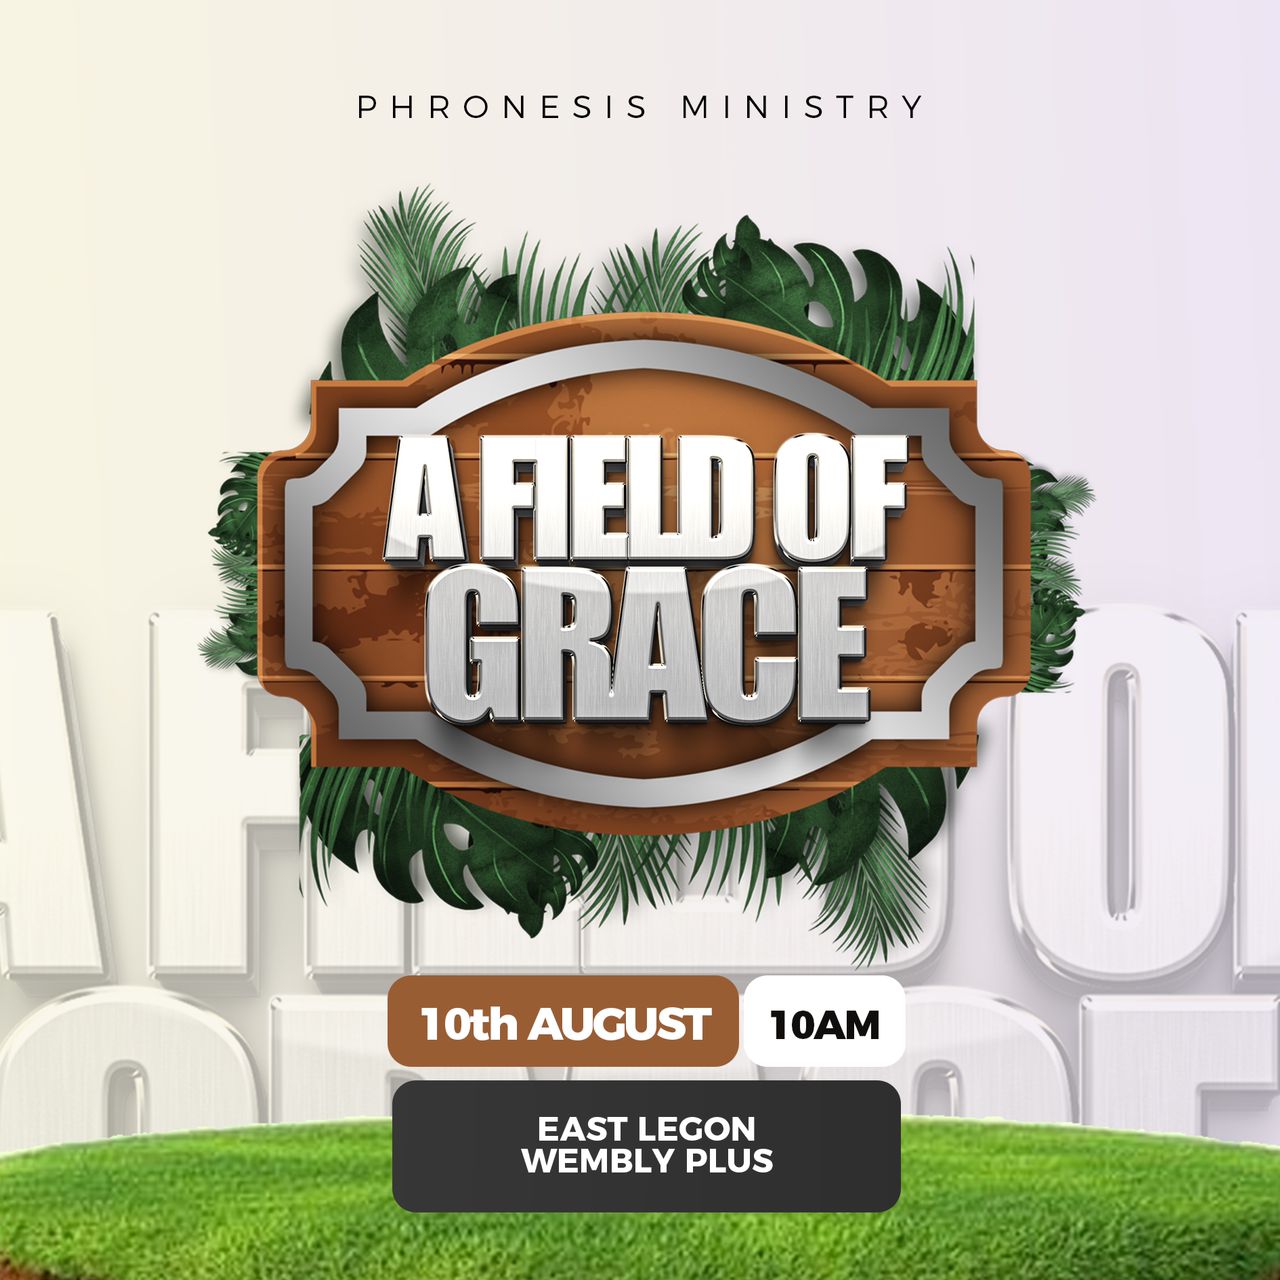 PHRONESIS MINISTRY
A FIELD OF
GRACE
10th AUGUST
10AM
EAST LEGON
WEMBLY PLUS